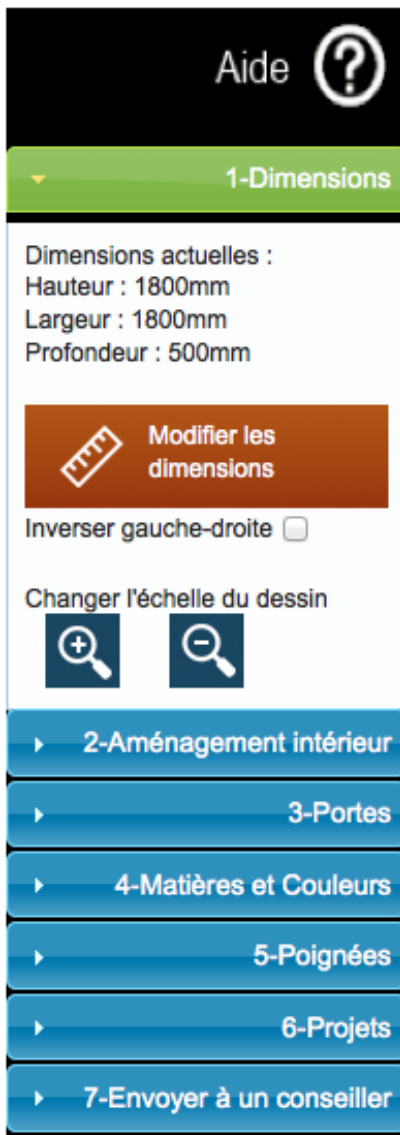 Aide ?
1-Dimensions
Dimensions actuelles :
Hauteur : 1800mm
Largeur : 1800mm
Profondeur : 500mm
Modifier les
dimensions
Inverser gauche-droite
Changer l'échelle du dessin
2-Aménagement intérieur
3-Portes
4-Matières et Couleurs
5-Poignées
6-Projets
7-Envoyer à un conseiller